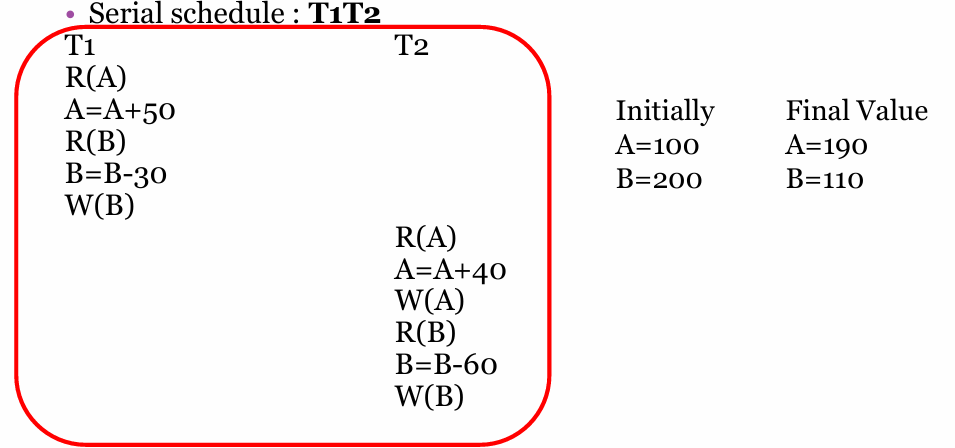 • Serial schedule : T1T2
T1 T2
R(A)
A=A+50
R(B)
B=B-30
W(B)
R(A)
A=A+40
W(A)
R(B)
B=B-60
W(B)
Initially Final Value
A=100 A=190
B=200 B=110